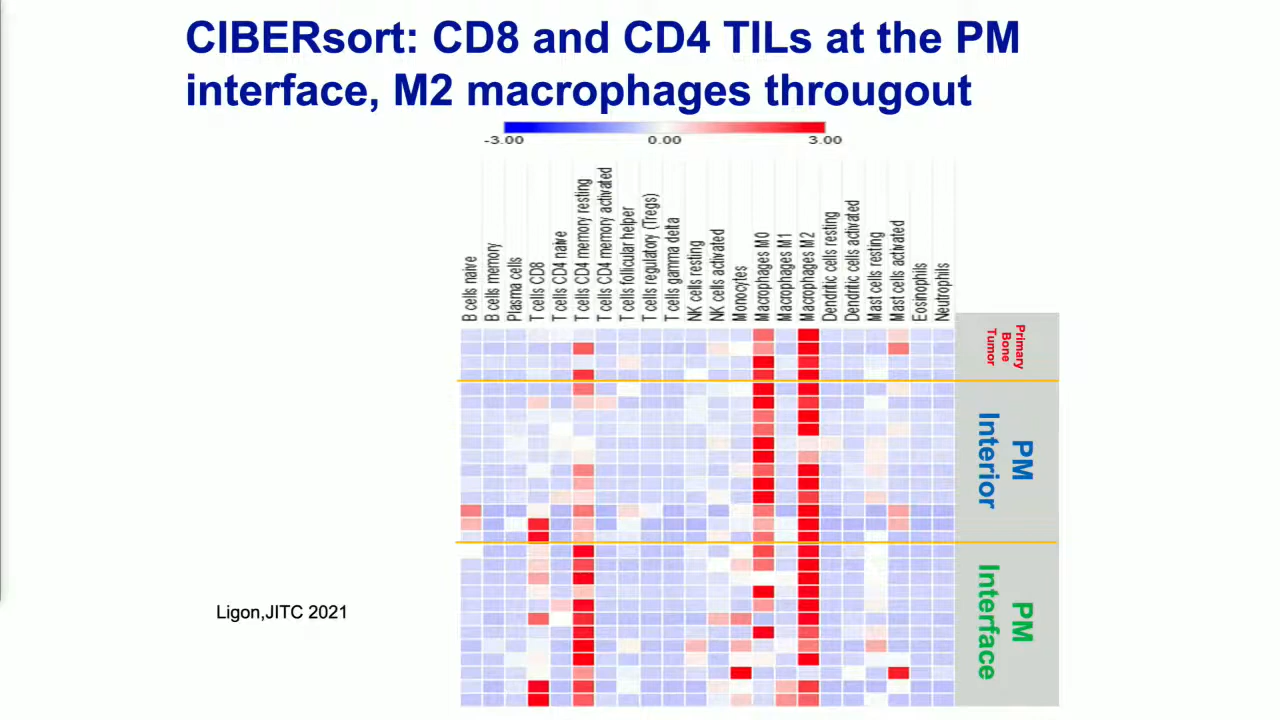 CIBERsort: CD8 and CD4 TILs at the PM
interface, M2 macrophages througout
-3.00 0.00 3.00
B cells naive
B cells memory
Plasma cells
T cells CD8
T cells CD4 naive
T cells CD4 memory resting
T cells CD4 memory activated
T cells follicular helper
T cells regulatory (Tregs)
T cells gamma delta
NK cells resting
NK cells activated
Monocytes
Macrophages M0
Macrophages M1
Macrophages M2
Dendritic cells resting
Dendritic cells activated
Mast cells resting
Mast cells activated
Eosinophils
Neutrophils
Primary
Bone
Tumor
PM
Interior
PM
Interface
Ligon,JITC 2021